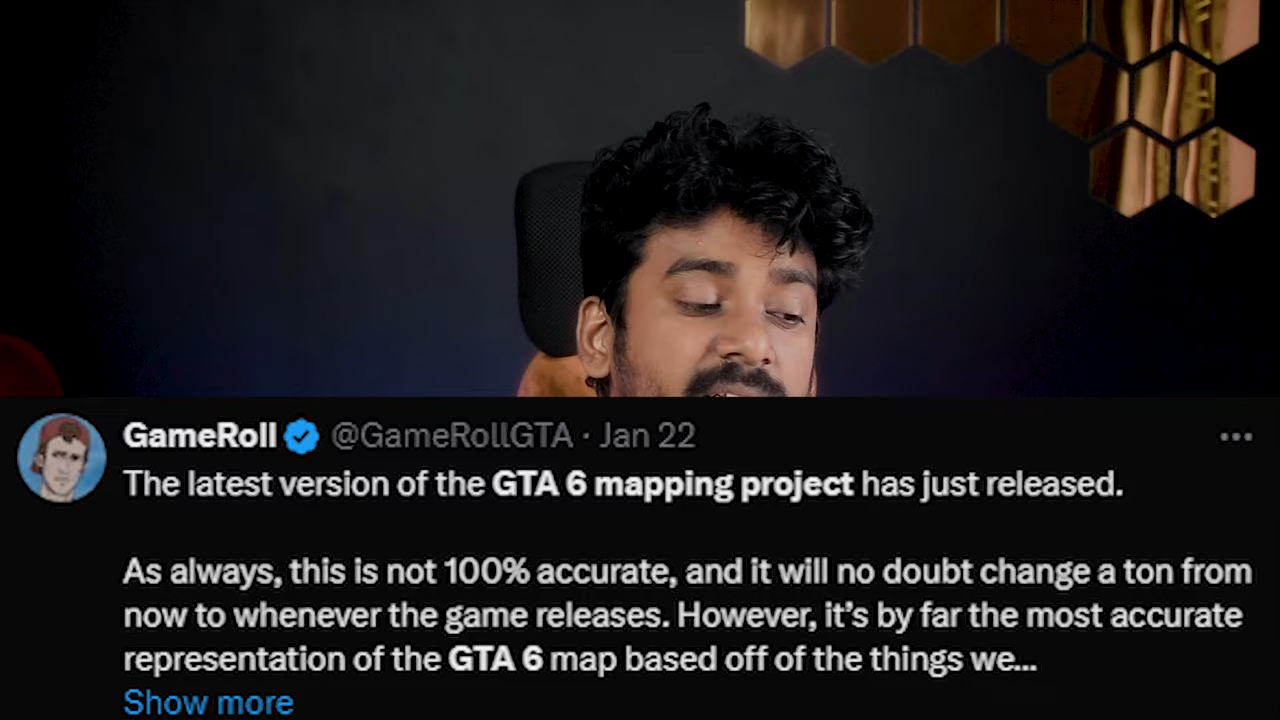 GameRoll @GameRollGTA · Jan 22
The latest version of the GTA 6 mapping project has just released.
As always, this is not 100% accurate, and it will no doubt change a ton from
now to whenever the game releases. However, it’s by far the most accurate
representation of the GTA 6 map based off of the things we...
Show more